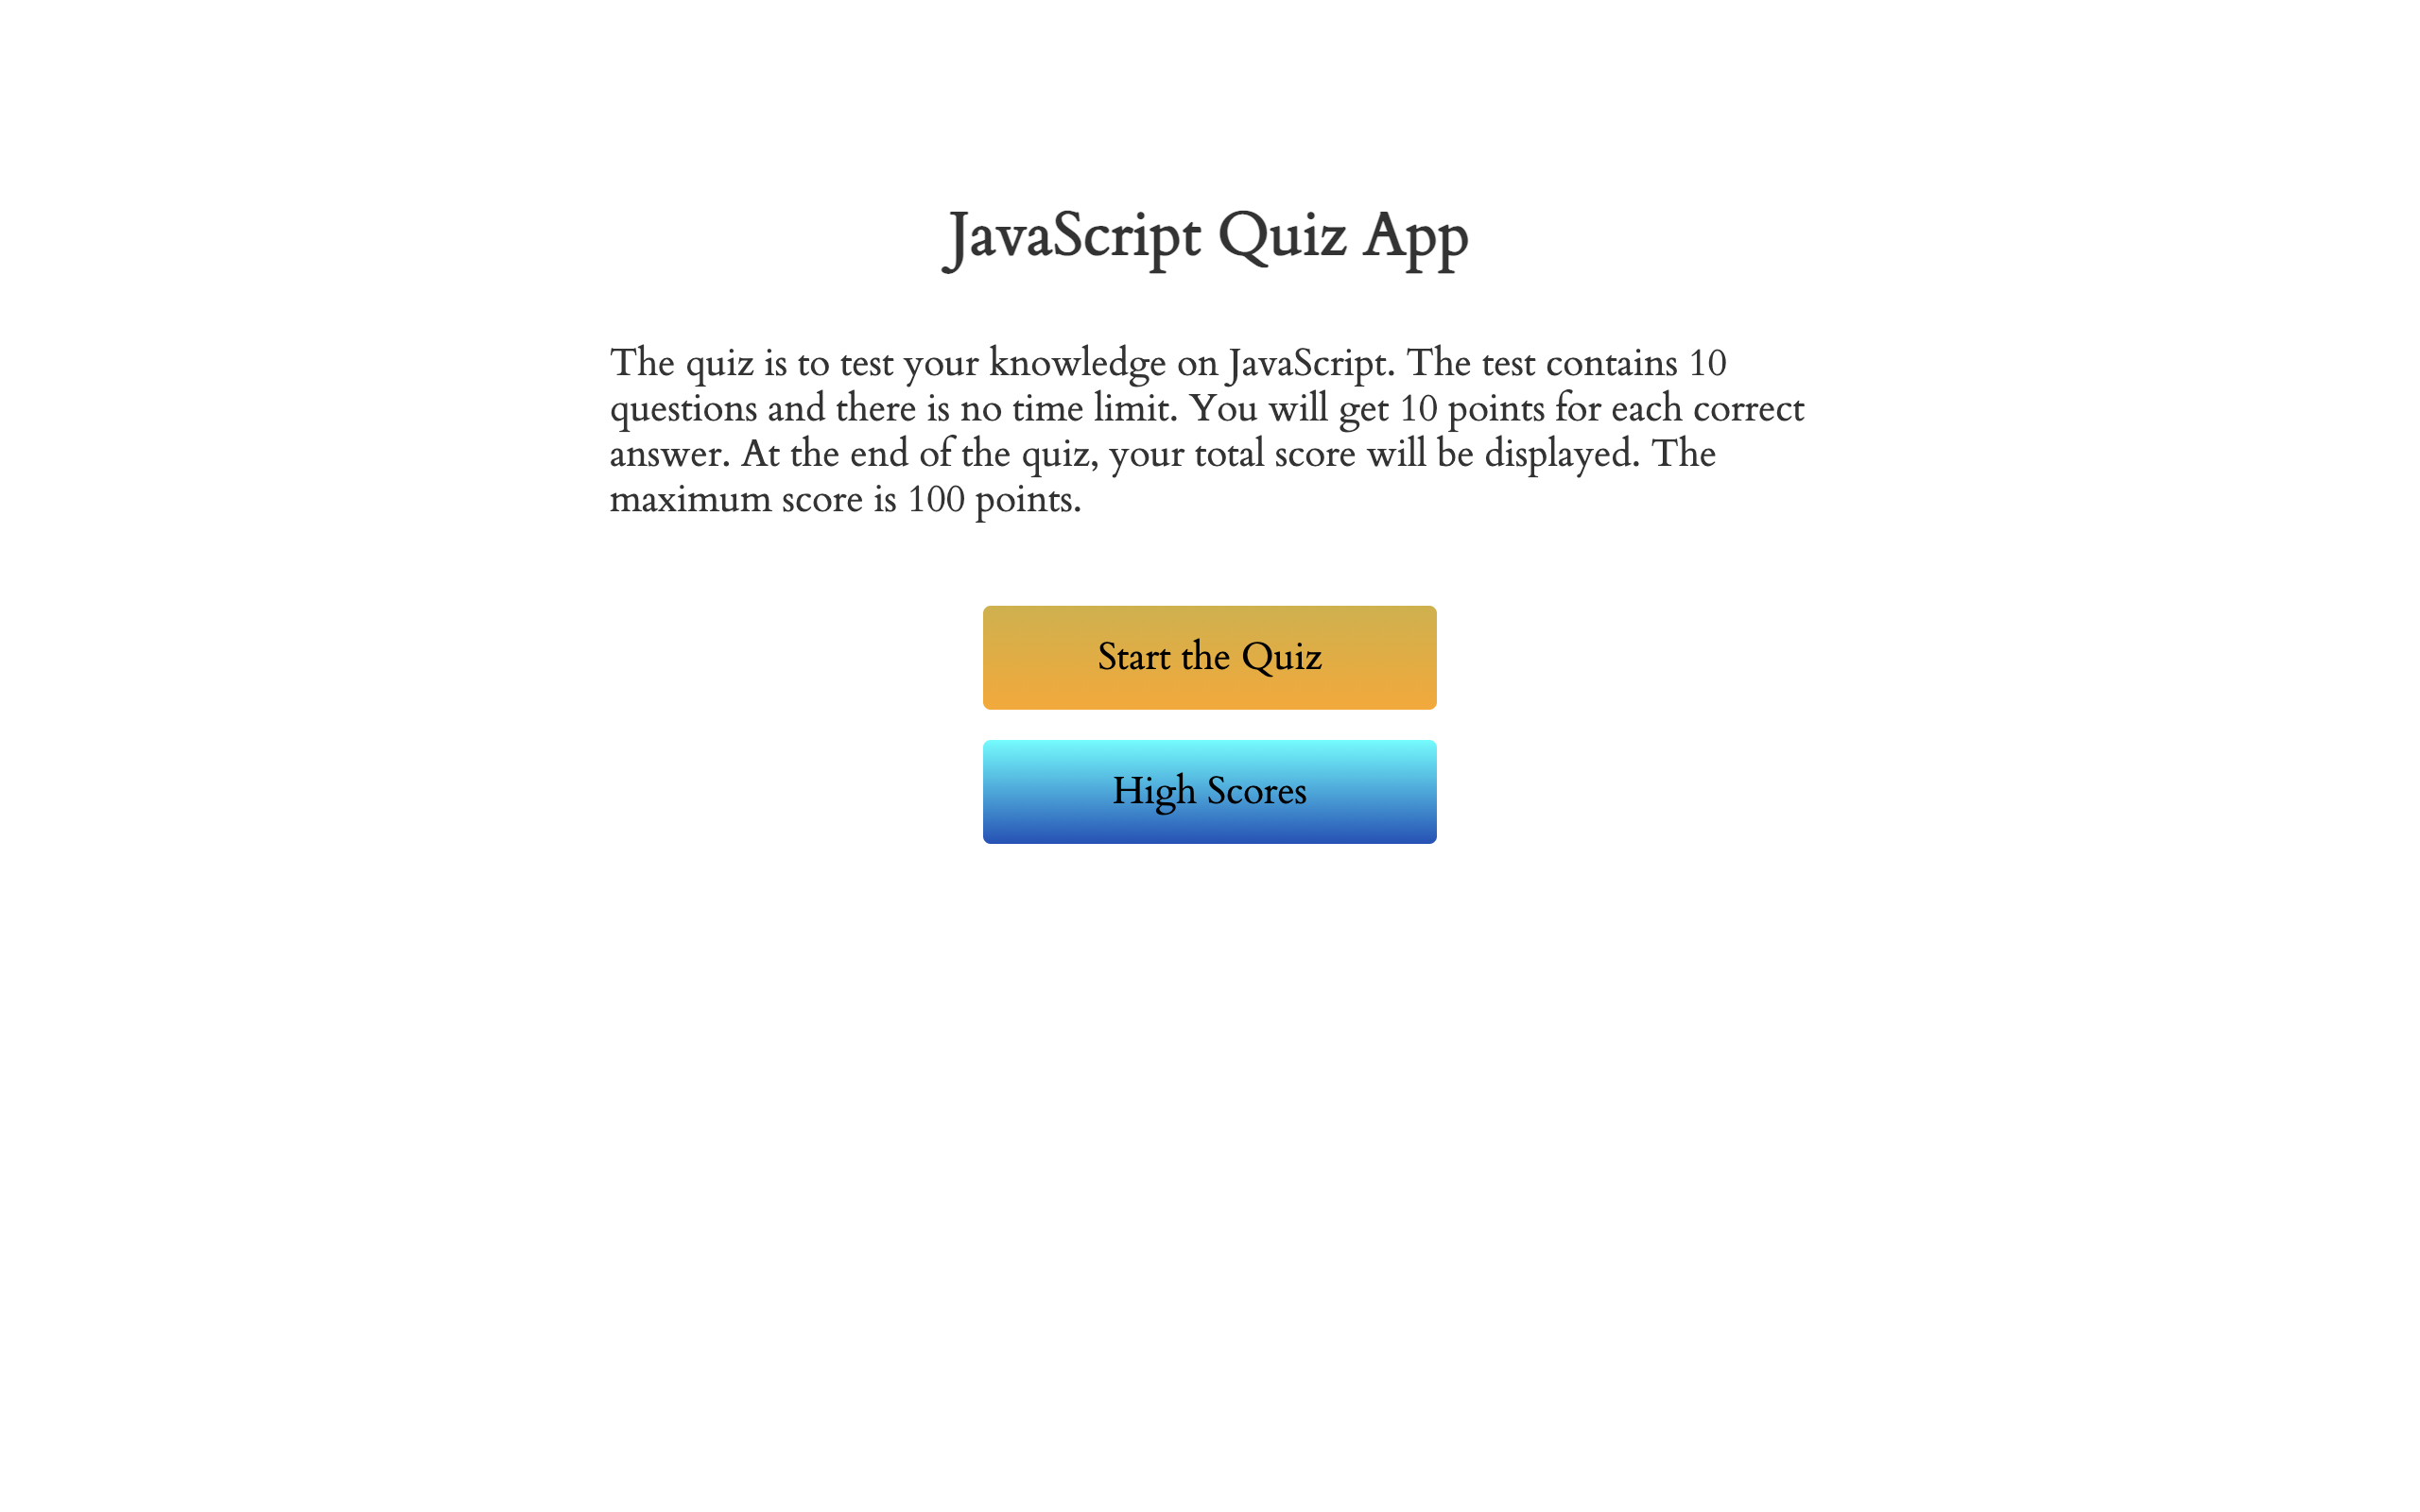 JavaScript Quiz App
The quiz is to test your knowledge on JavaScript. The test contains 10
questions and there is no time limit. You will get 10 points for each correct
answer. At the end of the quiz, your total score will be displayed. The
maximum score is 100 points.
Start the Quiz
High Scores